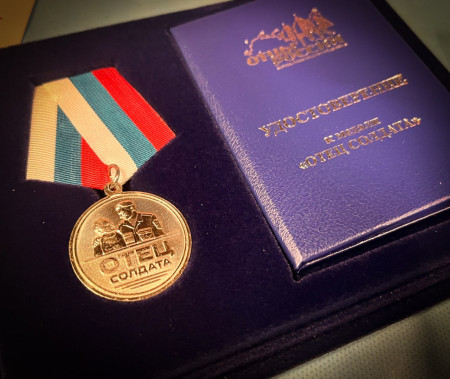 ОТЕЦ
СОЛДАТА
УДОСТОВЕРЕНИЕ
К МЕДАЛИ
«ОТЕЦ СОЛДАТА»